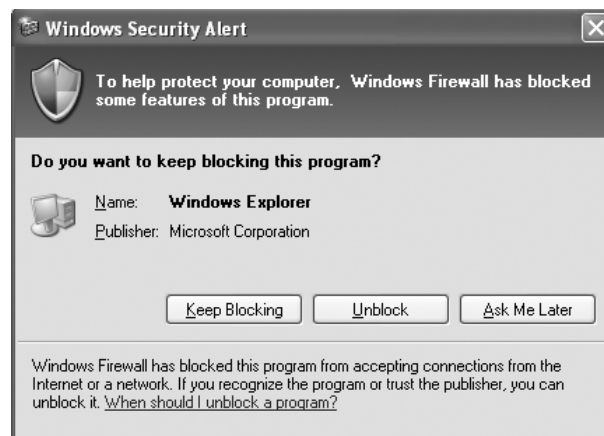 Windows Security Alert
To help protect your computer, Windows Firewall has blocked
some features of this program.
Do you want to keep blocking this program?
Name: Windows Explorer
Publisher: Microsoft Corporation
Keep Blocking Unblock Ask Me Later
Windows Firewall has blocked this program from accepting connections from the
Internet or a network. If you recognize the program or trust the publisher, you can
unblock it. When should I unblock a program?